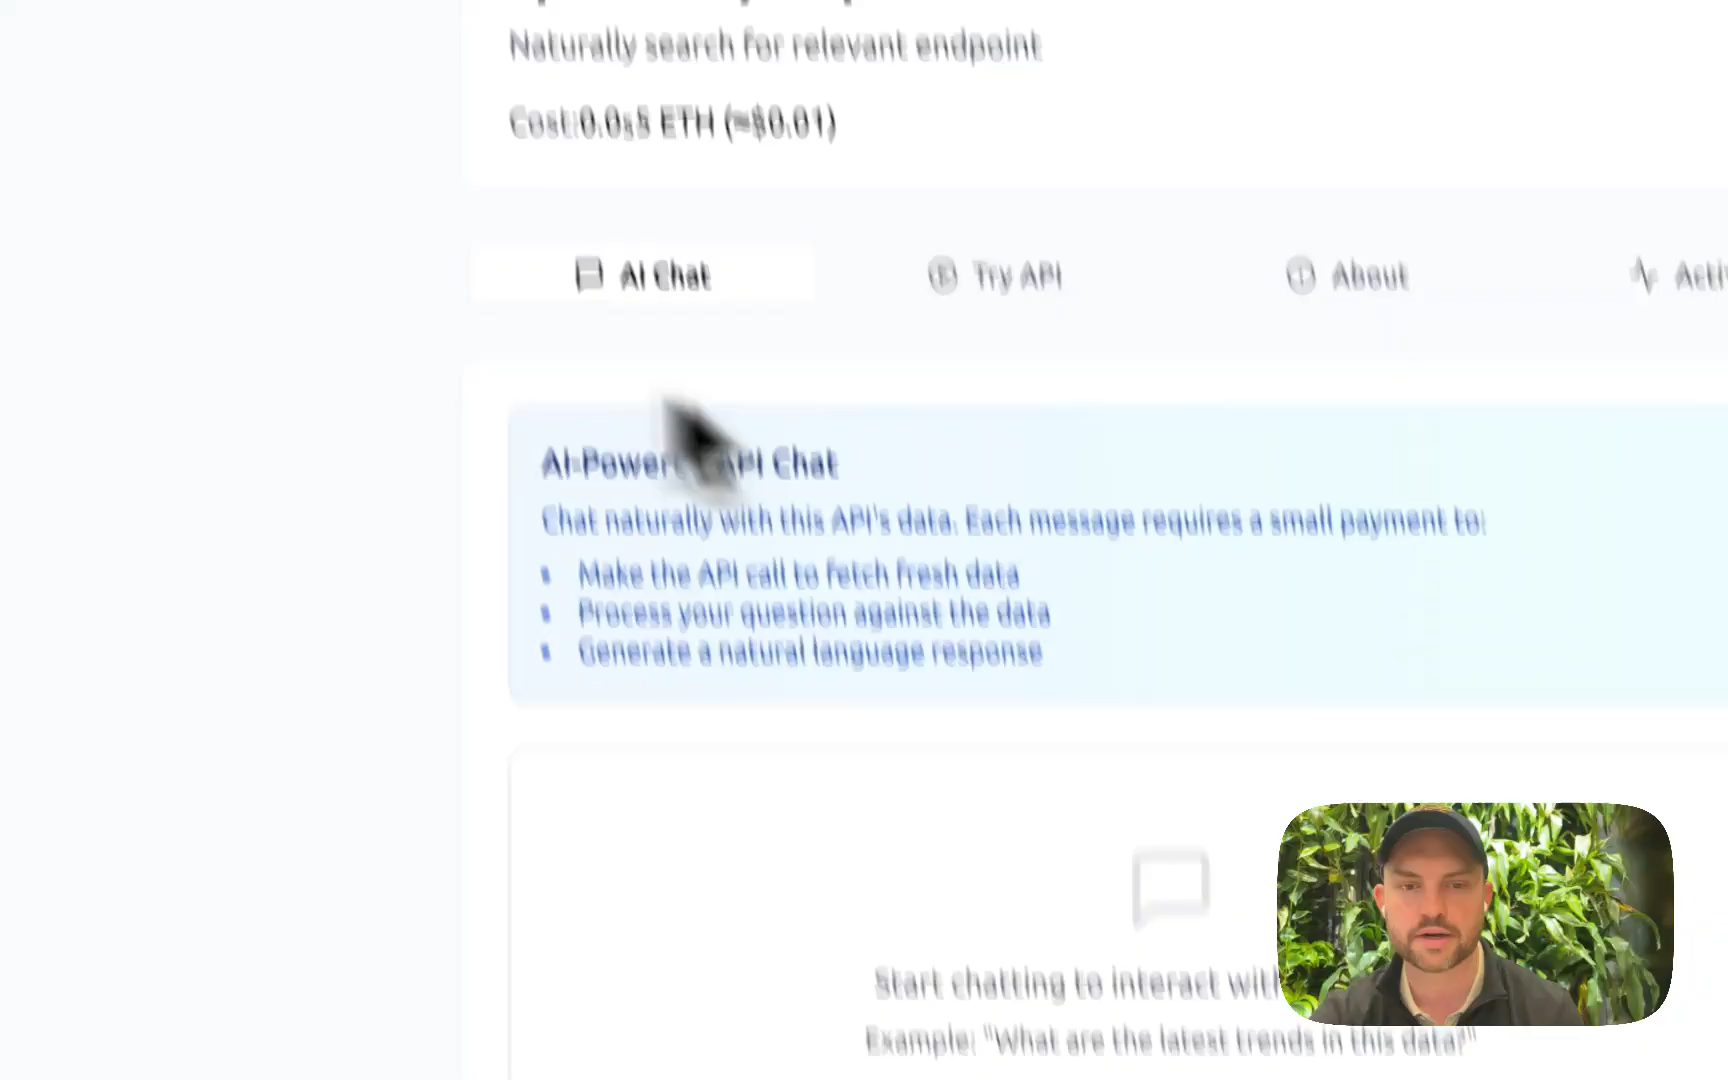 Naturally search for relevant endpoint
Cost:0.0₅5 ETH (≈$0.01)
AI Chat
Try API
About
AI-Powered API Chat
Chat naturally with this API's data. Each message requires a small payment to:
• Make the API call to fetch fresh data
• Process your question against the data
• Generate a natural language response
Start chatting to interact with
Example: "What are the latest trends in this data?"